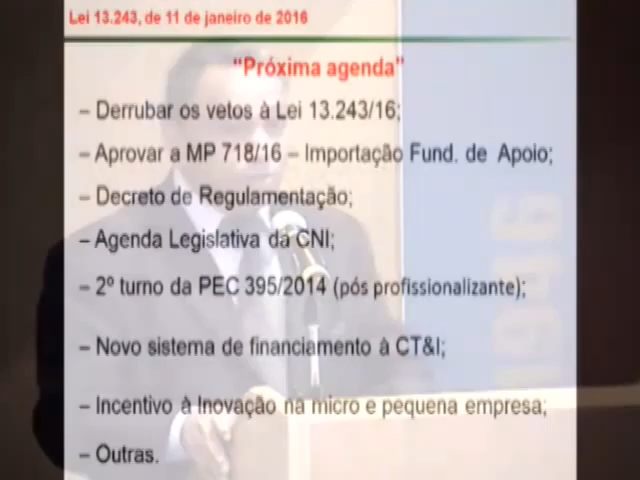 Lei 13.243, de 11 de janeiro de 2016
"Próxima agenda"
– Derrubar os vetos à Lei 13.243/16;
– Aprovar a MP 718/16 – Importação Fund. de Apoio;
– Decreto de Regulamentação;
– Agenda Legislativa da CNI;
– 2º turno da PEC 395/2014 (pós profissionalizante);
– Novo sistema de financiamento à CT&I;
– Incentivo à Inovação na micro e pequena empresa;
– Outras.
1946